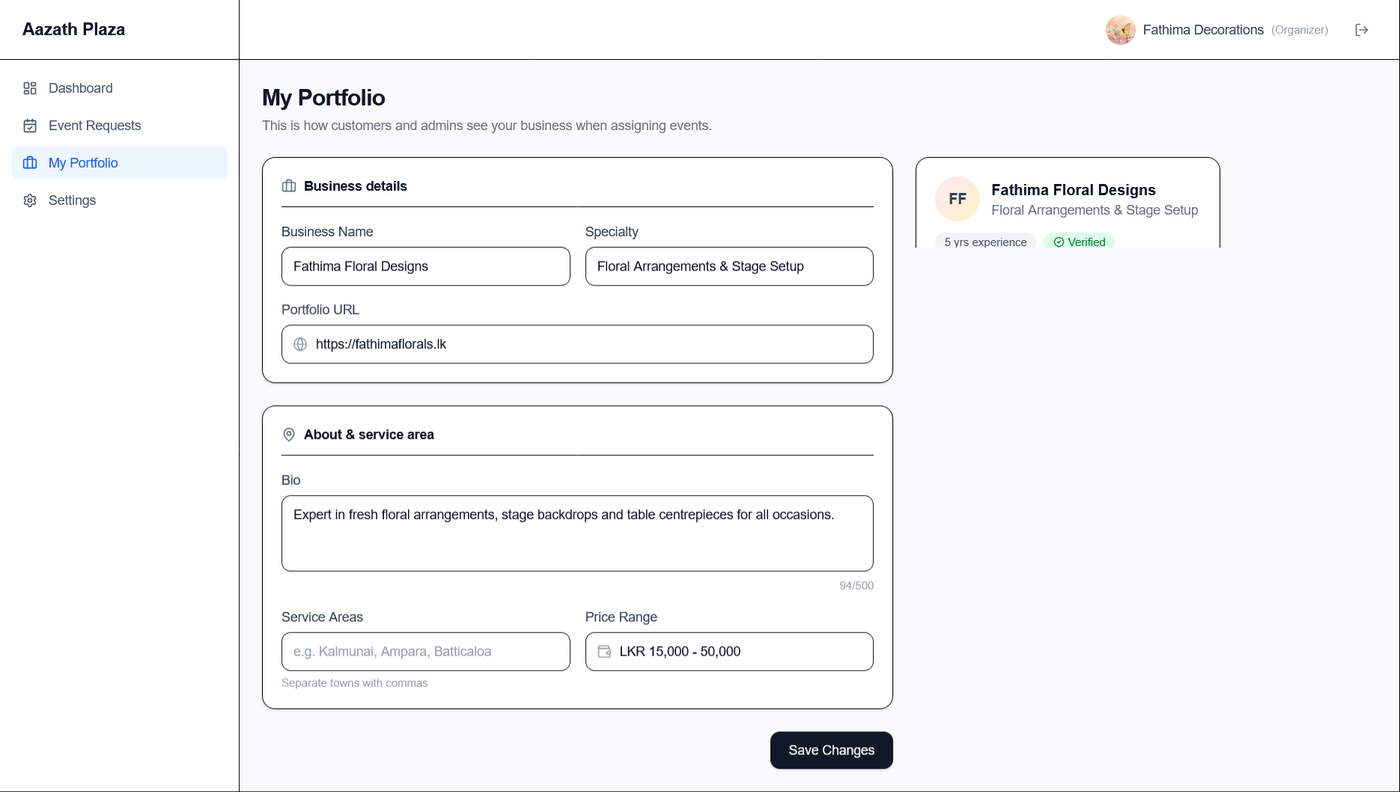 Aazath Plaza
Fathima Decorations (Organizer)
Dashboard
Event Requests
My Portfolio
Settings
My Portfolio
This is how customers and admins see your business when assigning events.
Business details
Business Name
Fathima Floral Designs
Specialty
Floral Arrangements & Stage Setup
Portfolio URL
https://fathimaflorals.lk
About & service area
Bio
Expert in fresh floral arrangements, stage backdrops and table centrepieces for all occasions.
94/500
Service Areas
e.g. Kalmunai, Ampara, Batticaloa
Separate towns with commas
Price Range
LKR 15,000 - 50,000
Save Changes
FF
Fathima Floral Designs
Floral Arrangements & Stage Setup
5 yrs experience
Verified